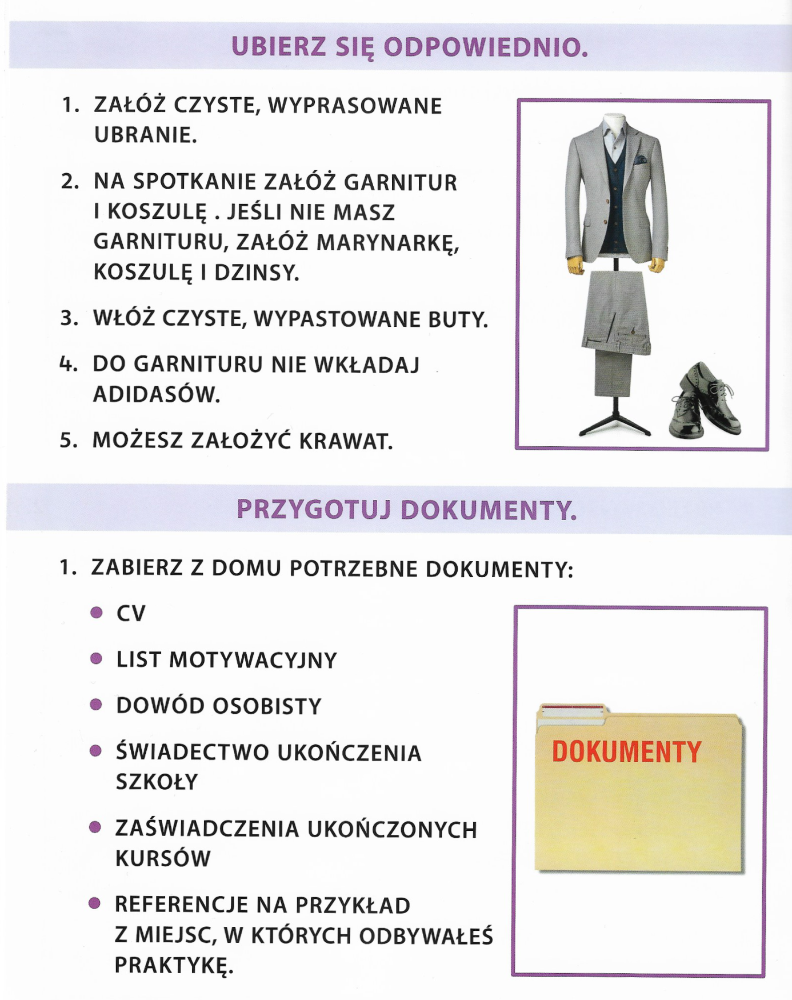 UBIERZ SIĘ ODPOWIEDNIO.
1. ZAŁÓŻ CZYSTE, WYPRASOWANE
UBRANIE.
2. NA SPOTKANIE ZAŁÓŻ GARNITUR
I KOSZULĘ . JEŚLI NIE MASZ
GARNITURU, ZAŁÓŻ MARYNARKĘ,
KOSZULĘ I DZINSY.
3. WŁÓŻ CZYSTE, WYPASTOWANE BUTY.
4. DO GARNITURU NIE WKŁADAJ
ADIDASÓW.
5. MOŻESZ ZAŁOŻYĆ KRAWAT.
PRZYGOTUJ DOKUMENTY.
1. ZABIERZ Z DOMU POTRZEBNE DOKUMENTY:
● CV
● LIST MOTYWACYJNY
● DOWÓD OSOBISTY
● ŚWIADECTWO UKOŃCZENIA
SZKOŁY
● ZAŚWIADCZENIA UKOŃCZONYCH
KURSÓW
● REFERENCJE NA PRZYKŁAD
Z MIEJSC, W KTÓRYCH ODBYWAŁEŚ
PRAKTYKĘ.
DOKUMENTY